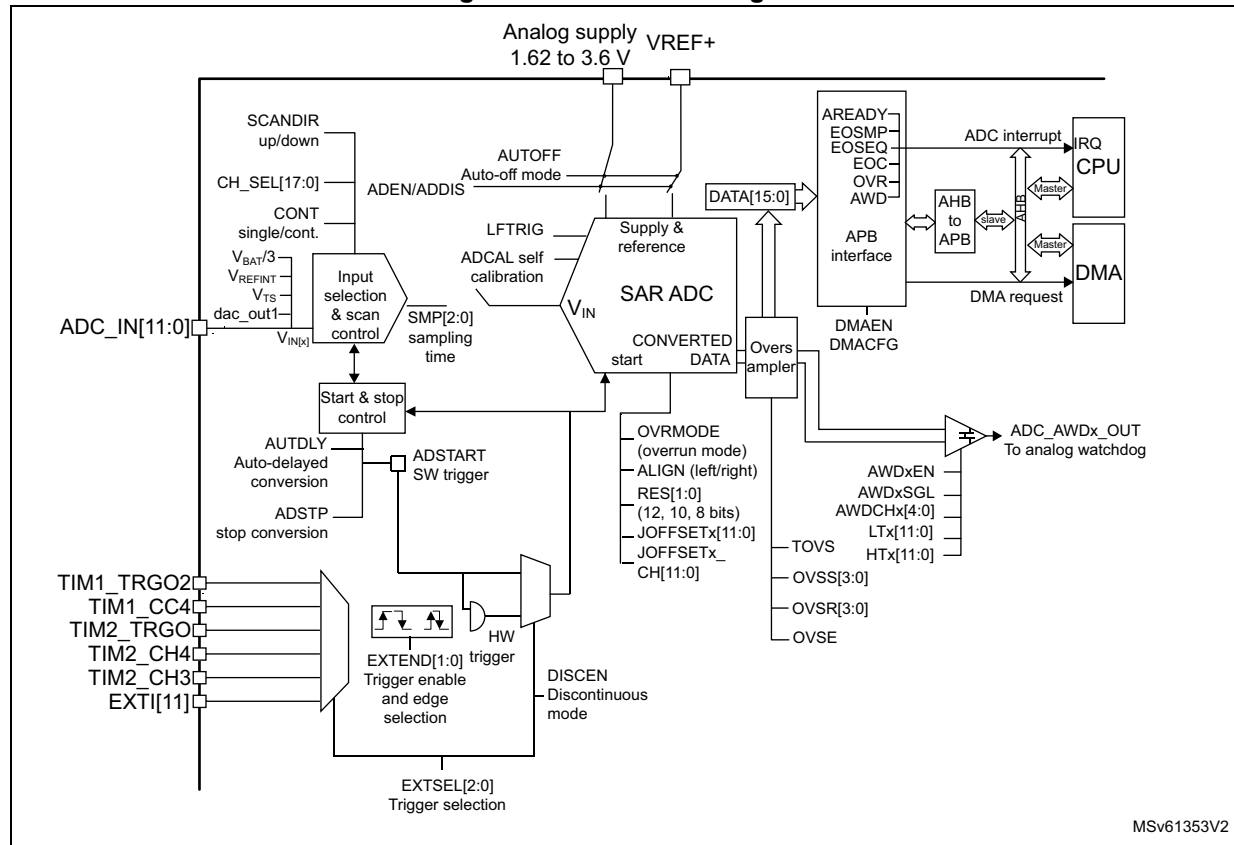 Analog supply
1.62 to 3.6 V
VREF+
SCANDIR
up/down
CH_SEL[17:0]
CONT
single/cont.
AUTOFF
Auto-off mode
ADEN/ADDIS
AREADY
EOSMP
EOSEQ
EOC
OVR
AWD
APB
interface
ADC interrupt
IRQ
CPU
Master
AHB
to
APB
slave
AHB
Master
DMA
DMA request
DMAEN
DMACFG
DATA[15:0]
LFTRIG
ADCAL self
calibration
Supply &
reference
SAR ADC
VIN
CONVERTED
DATA
start
VBAT/3
VREFINT
VTS
dac_out1
ADC_IN[11:0]
VIN[x]
Input
selection
& scan
control
SMP[2:0]
sampling
time
Overs
ampler
Start & stop
control
AUTDLY
Auto-delayed
conversion
ADSTART
SW trigger
ADSTP
stop conversion
OVRMODE
(overrun mode)
ALIGN (left/right)
RES[1:0]
(12, 10, 8 bits)
JOFFSETx[11:0]
JOFFSETx_
CH[11:0]
TOVS
OVSS[3:0]
OVSR[3:0]
OVSE
ADC_AWDx_OUT
To analog watchdog
AWDxEN
AWDxSGL
AWDCHx[4:0]
LTx[11:0]
HTx[11:0]
TIM1_TRGO2
TIM1_CC4
TIM2_TRGO
TIM2_CH4
TIM2_CH3
EXTI[11]
HW
trigger
EXTEND[1:0]
Trigger enable
and edge
selection
DISCEN
Discontinuous
mode
EXTSEL[2:0]
Trigger selection
MSv61353V2